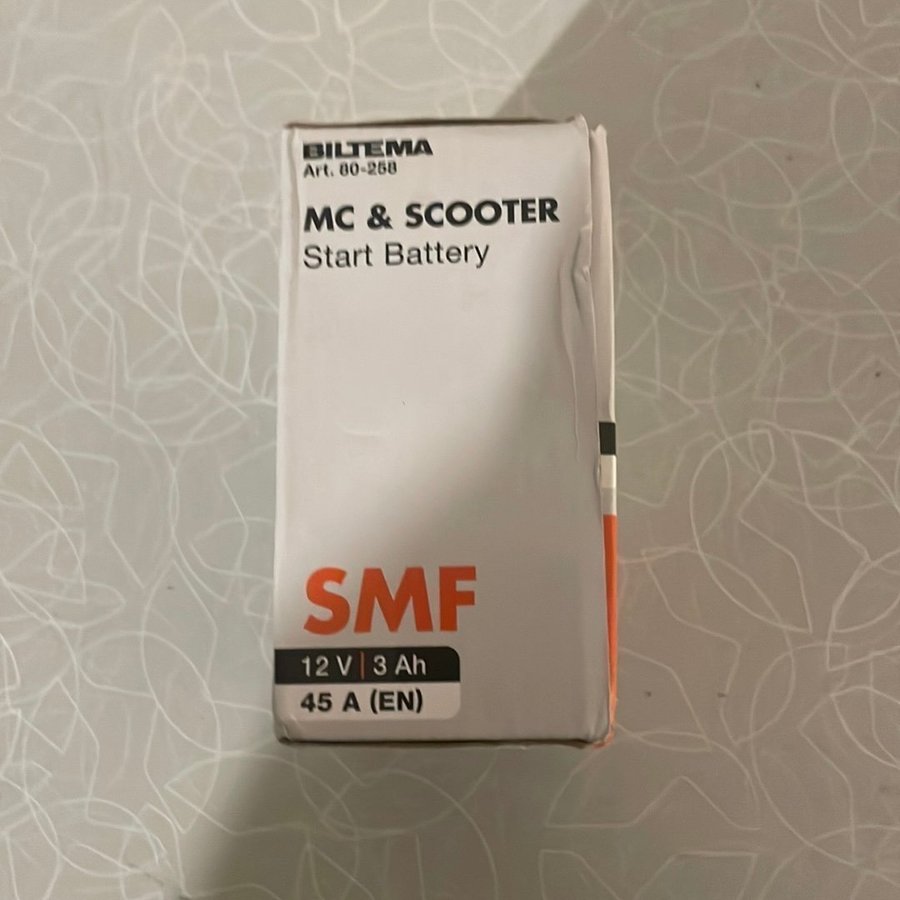 BILTEMA
Art. 80-258
MC & SCOOTER
Start Battery
SMF
12 V | 3 Ah
45 A (EN)